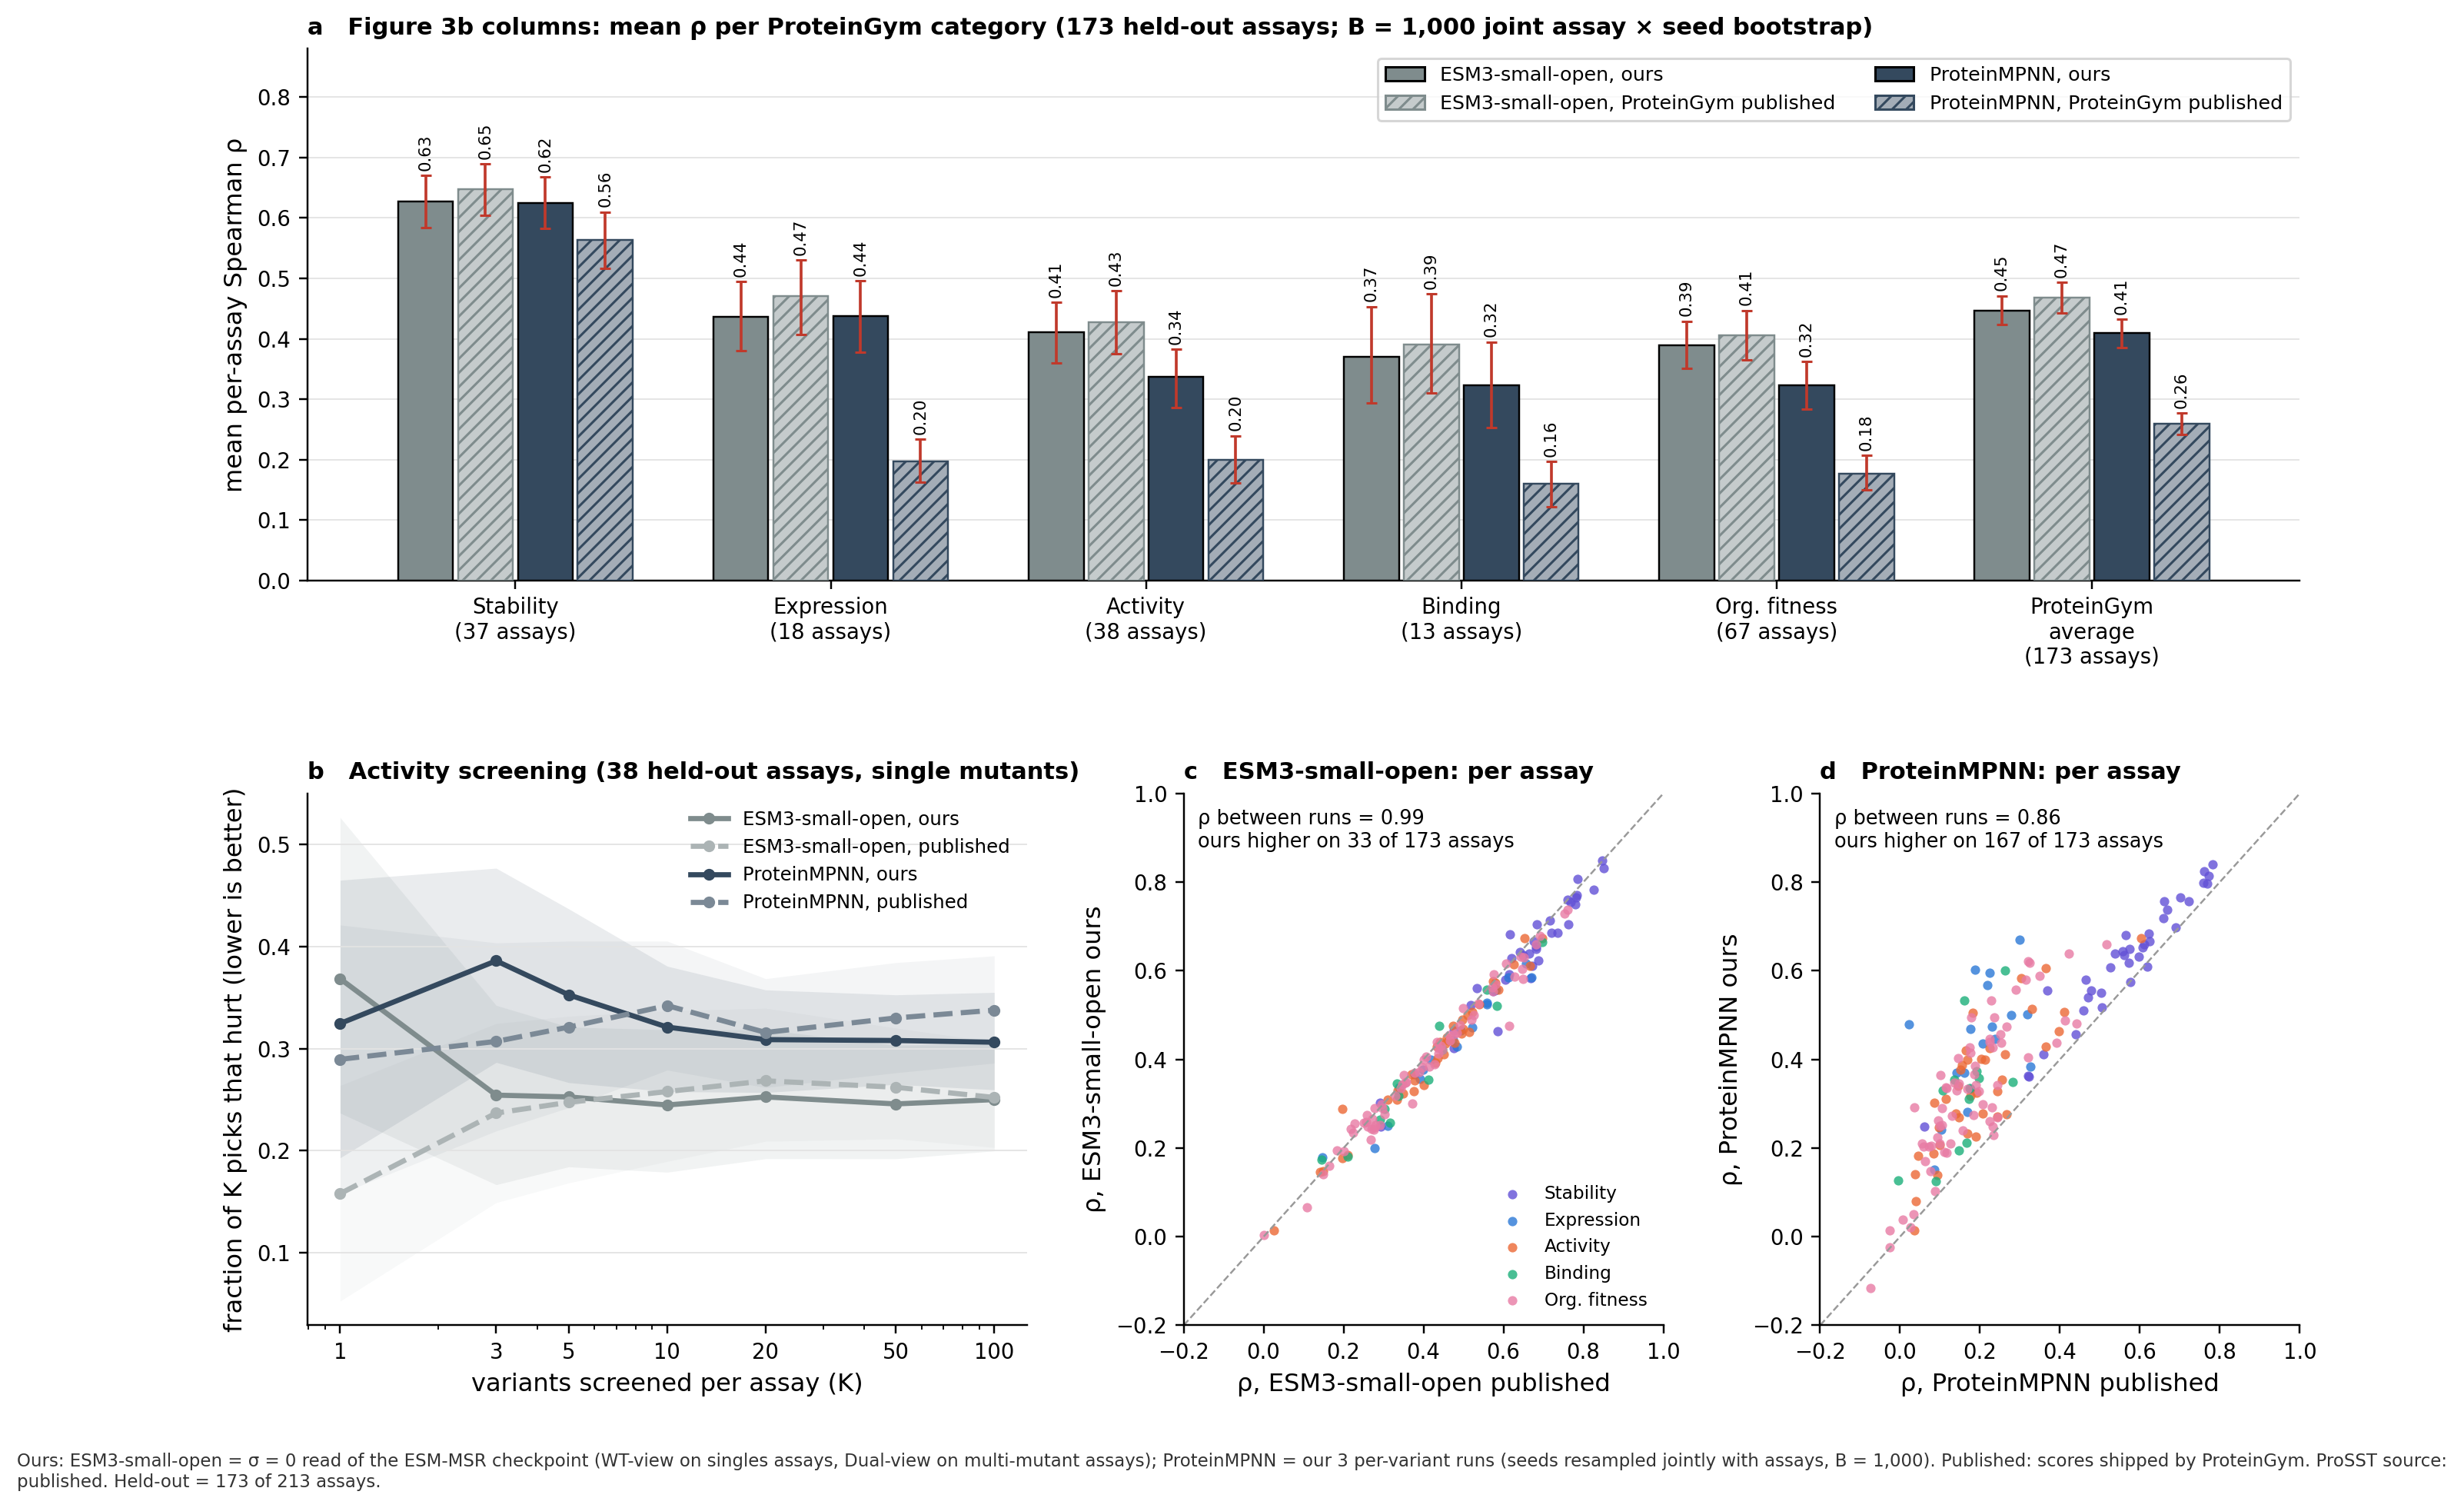 a Figure 3b columns: mean ρ per ProteinGym category (173 held-out assays; B = 1,000 joint assay × seed bootstrap)
mean per-assay Spearman ρ
0.8
0.7
0.6
0.5
0.4
0.3
0.2
0.1
0.0
ESM3-small-open, ours
ESM3-small-open, ProteinGym published
ProteinMPNN, ours
ProteinMPNN, ProteinGym published
0.63
0.65
0.62
0.56
0.44
0.47
0.44
0.20
0.41
0.43
0.34
0.20
0.37
0.39
0.32
0.16
0.39
0.41
0.32
0.18
0.45
0.47
0.41
0.26
Stability
(37 assays)
Expression
(18 assays)
Activity
(38 assays)
Binding
(13 assays)
Org. fitness
(67 assays)
ProteinGym
average
(173 assays)
b Activity screening (38 held-out assays, single mutants)
fraction of K picks that hurt (lower is better)
0.5
0.4
0.3
0.2
0.1
ESM3-small-open, ours
ESM3-small-open, published
ProteinMPNN, ours
ProteinMPNN, published
1 3 5 10 20 50 100
variants screened per assay (K)
c ESM3-small-open: per assay
ρ between runs = 0.99
ours higher on 33 of 173 assays
ρ, ESM3-small-open ours
1.0
0.8
0.6
0.4
0.2
0.0
−0.2
Stability
Expression
Activity
Binding
Org. fitness
−0.2 0.0 0.2 0.4 0.6 0.8 1.0
ρ, ESM3-small-open published
d ProteinMPNN: per assay
ρ between runs = 0.86
ours higher on 167 of 173 assays
ρ, ProteinMPNN ours
1.0
0.8
0.6
0.4
0.2
0.0
−0.2
−0.2 0.0 0.2 0.4 0.6 0.8 1.0
ρ, ProteinMPNN published
Ours: ESM3-small-open = σ = 0 read of the ESM-MSR checkpoint (WT-view on singles assays, Dual-view on multi-mutant assays); ProteinMPNN = our 3 per-variant runs (seeds resampled jointly with assays, B = 1,000). Published: scores shipped by ProteinGym. ProSST source:
published. Held-out = 173 of 213 assays.